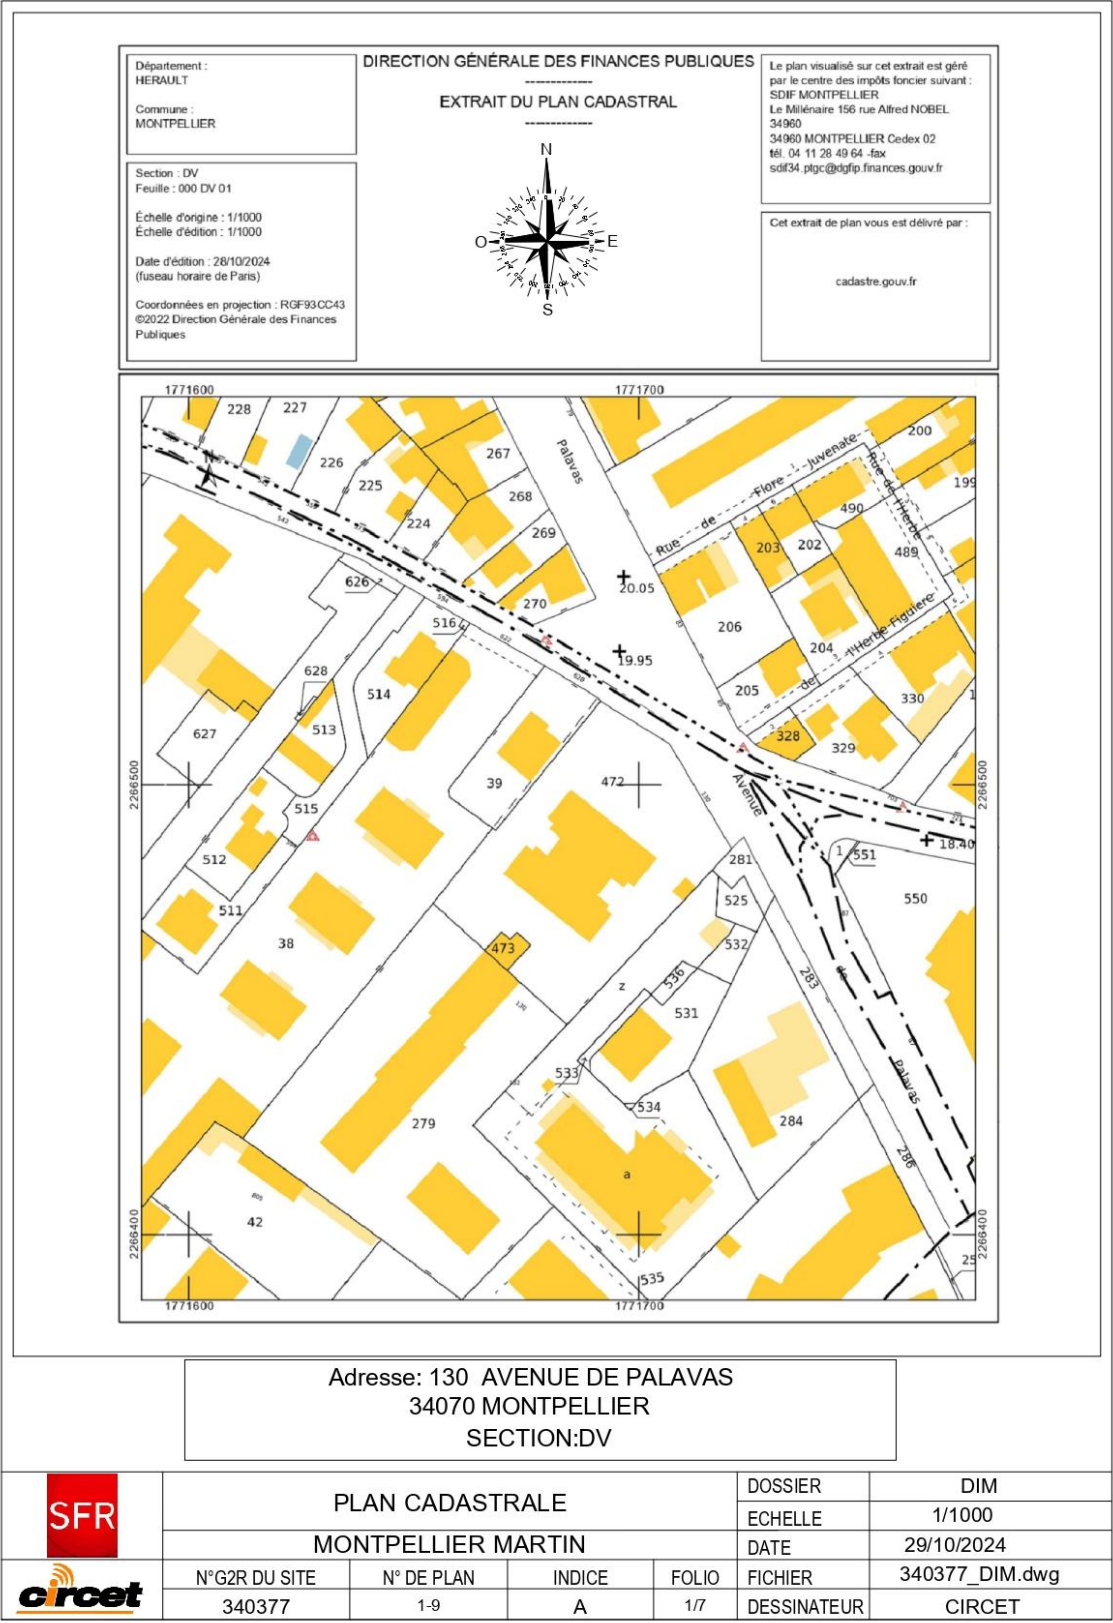 Département :
HERAULT
Commune :
MONTPELLIER
Section : DV
Feuille : 000 DV 01
Échelle d'origine : 1/1000
Échelle d'édition : 1/1000
Date d'édition : 28/10/2024
(fuseau horaire de Paris)
Coordonnées en projection : RGF93CC43
©2022 Direction Générale des Finances
Publiques
DIRECTION GÉNÉRALE DES FINANCES PUBLIQUES
-------------
EXTRAIT DU PLAN CADASTRAL
-------------
N
O
E
S
Le plan visualisé sur cet extrait est géré
par le centre des impôts foncier suivant :
SDIF MONTPELLIER
Le Millénaire 156 rue Alfred NOBEL
34960
34960 MONTPELLIER Cedex 02
tél. 04 11 28 49 64 -fax
sdif34.ptgc@dgfip.finances.gouv.fr
Cet extrait de plan vous est délivré par :
cadastre.gouv.fr
1771600
1771700
228
227
226
225
224
267
268
269
270
Palavas
200
199
Rue de Flore Juvenate
Rue de l'Herbe
490
203
202
489
626
516
20.05
19.95
206
204
205
de l'Herbe-Figuière
330
1
328
329
628
514
513
627
515
39
472
2266500
2266500
Avenue
512
511
281
1
551
18.40
550
525
532
38
473
z
536
531
283
de
533
534
279
284
Palavas
286
a
805
42
535
25
2266400
2266400
1771600
1771700
Adresse: 130 AVENUE DE PALAVAS
34070 MONTPELLIER
SECTION:DV
SFR
circet
PLAN CADASTRALE
MONTPELLIER MARTIN
N°G2R DU SITE
N° DE PLAN
INDICE
FOLIO
340377
1-9
A
1/7
DOSSIER
DIM
ECHELLE
1/1000
DATE
29/10/2024
FICHIER
340377_DIM.dwg
DESSINATEUR
CIRCET